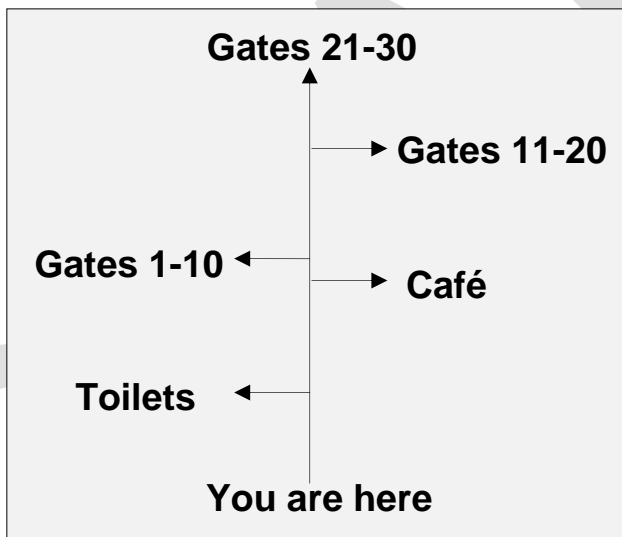 Gates 21-30
Gates 11-20
Gates 1-10
Café
Toilets
You are here